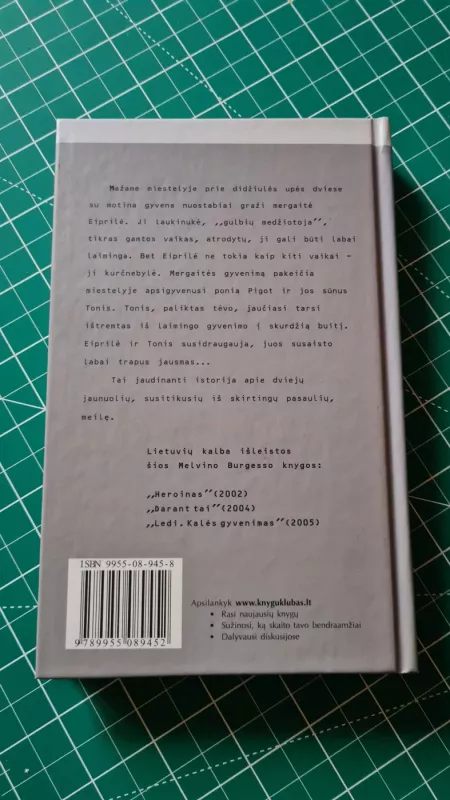 Mažame miestelyje prie didžiulės upės dviese
su motina gyvena nuostabiai graži mergaitė
Eiprilė. Ji laukinukė, ,,gulbių medžiotoja”,
tikras gamtos vaikas, atrodytų, ji gali būti labai
laiminga. Bet Eiprilė ne tokia kaip kiti vaikai –
ji kurčnebylė. Mergaitės gyvenimą pakeičia
miestelyje apsigyvenusi ponia Pigot ir jos sūnus
Tonis. Tonis, paliktas tėvo, jaučiasi tarsi
ištremtas iš laimingo gyvenimo į skurdžią buitį.
Eiprilė ir Tonis susidraugauja, juos susaisto
labai trapus jausmas...
Tai jaudinanti istorija apie dviejų
jaunuolių, susitikusių iš skirtingų pasaulių,
meilę.
Lietuvių kalba išleistos
šios Melvino Burgesso knygos:
,,Heroinas” (2002)
,,Darant tai” (2004)
,,Ledi. Kalės gyvenimas” (2005)
ISBN 9955-08-945-8
9 789955 089452
Apsilankyk www.knyguklubas.lt
• Rasi naujausių knygų
• Sužinosi, ką skaito tavo bendraamžiai
• Dalyvausi diskusijose